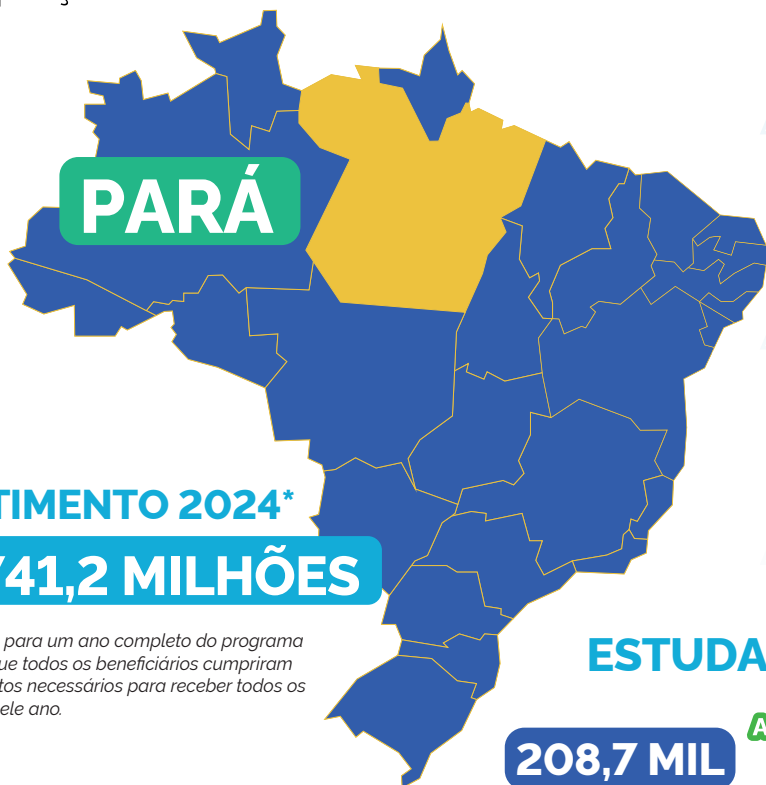 PARÁ
TIMENTO 2024*
741,2 MILHÕES
para um ano completo do programa
ue todos os beneficiários cumpriram
tos necessários para receber todos os
ele ano.
ESTUDA
A
208,7 MIL